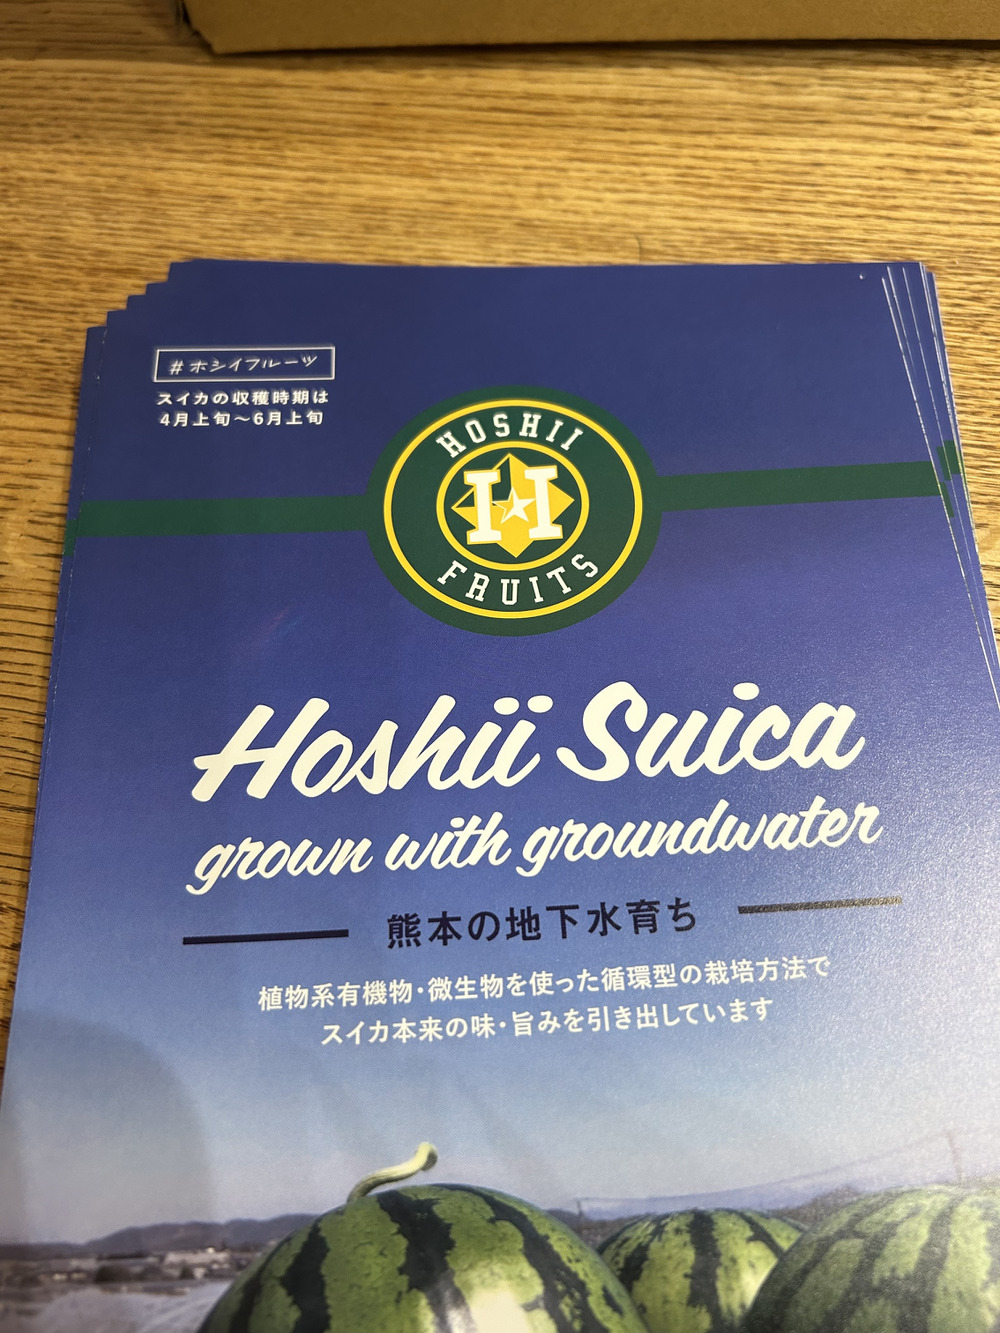 #ホシイフルーツ
スイカの収穫時期は
4月上旬～6月上旬
HOSHII
H
FRUITS
Hoshii Suica
grown with groundwater
熊本の地下水育ち
植物系有機物・微生物を使った循環型の栽培方法で
スイカ本来の味・旨みを引き出しています